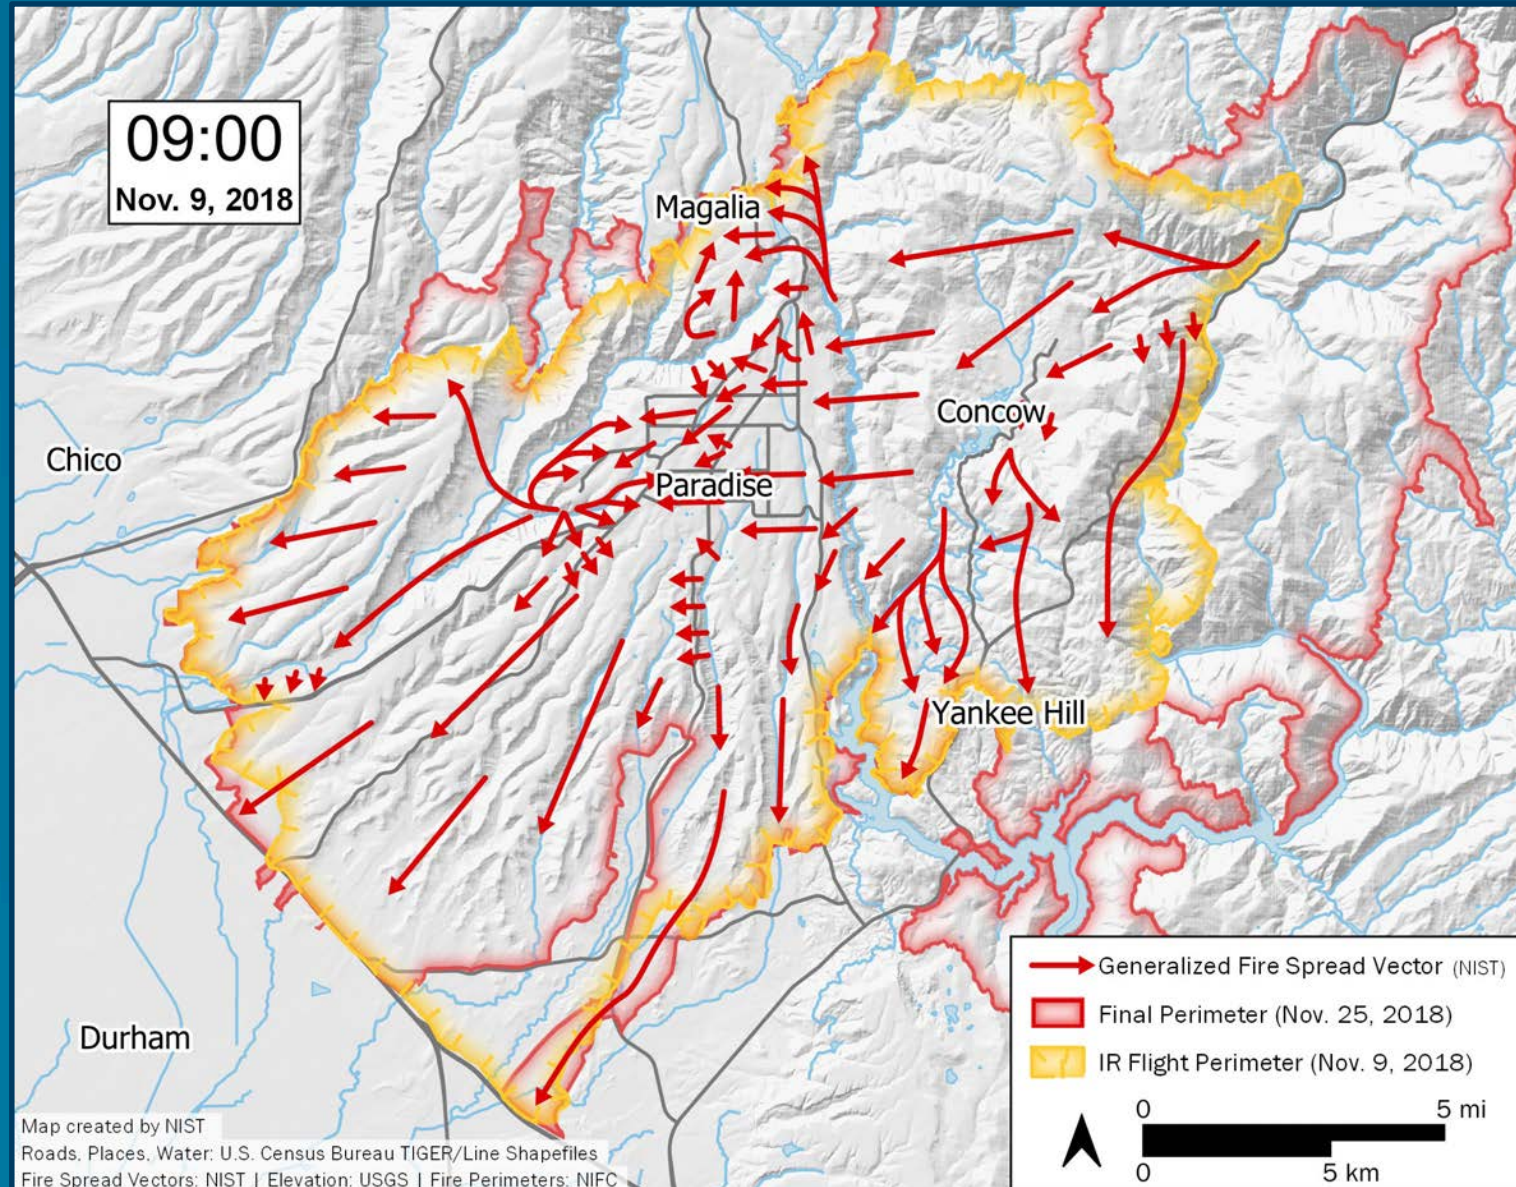 09:00
Nov. 9, 2018
Magalia
Concow
Chico
Paradise
Yankee Hill
Durham
Generalized Fire Spread Vector (NIST)
Final Perimeter (Nov. 25, 2018)
IR Flight Perimeter (Nov. 9, 2018)
0 5 mi
0 5 km
Map created by NIST
Roads, Places, Water: U.S. Census Bureau TIGER/Line Shapefiles
Fire Spread Vectors: NIST | Elevation: USGS | Fire Perimeters: NIFC